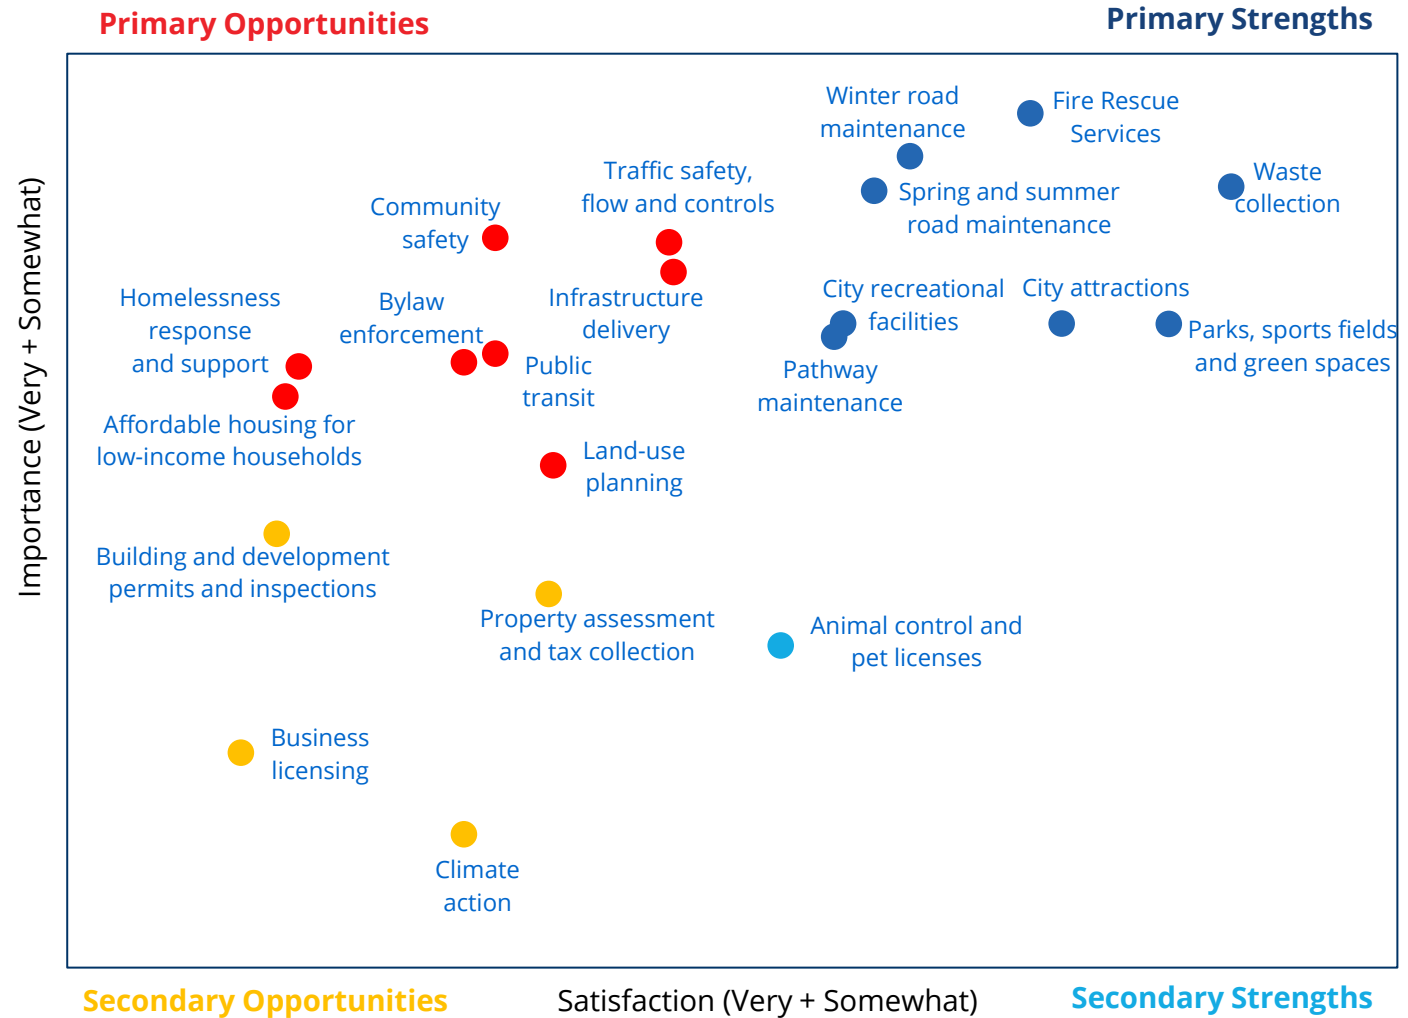 Primary Opportunities
Primary Strengths
Winter road
maintenance
Fire Rescue
Services
Traffic safety,
flow and controls
Waste
collection
Spring and summer
road maintenance
Community
safety
Homelessness
response
and support
Bylaw
enforcement
Infrastructure
delivery
City recreational
facilities
City attractions
Parks, sports fields
and green spaces
Public
transit
Pathway
maintenance
Affordable housing for
low-income households
Land-use
planning
Building and development
permits and inspections
Property assessment
and tax collection
Animal control and
pet licenses
Business
licensing
Climate
action
Importance (Very + Somewhat)
Secondary Opportunities
Satisfaction (Very + Somewhat)
Secondary Strengths